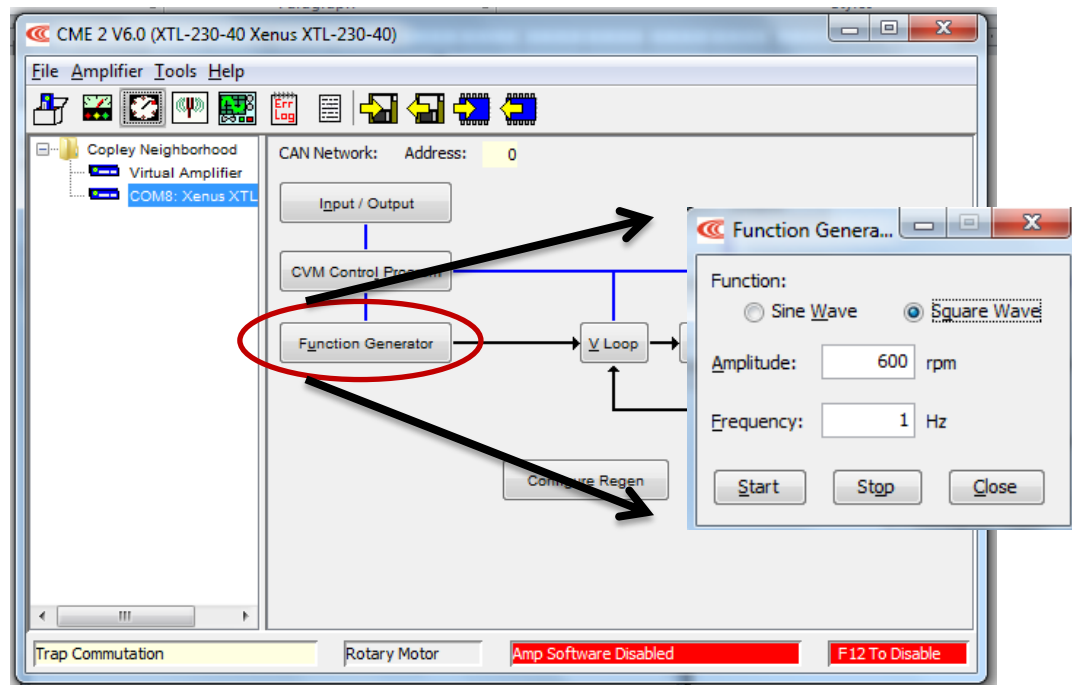 CME 2 V6.0 (XTL-230-40 Xenus XTL-230-40)
File Amplifier Tools Help
Err
Log
Copley Neighborhood
Virtual Amplifier
COM8: Xenus XTL
CAN Network: Address: 0
Input / Output
CVM Control
Function Generator
V Loop
Configure Regen
Function Genera...
Function:
Sine Wave Square Wave
Amplitude: 600 rpm
Frequency: 1 Hz
Start Stop Close
Trap Commutation Rotary Motor Amp Software Disabled F12 To Disable